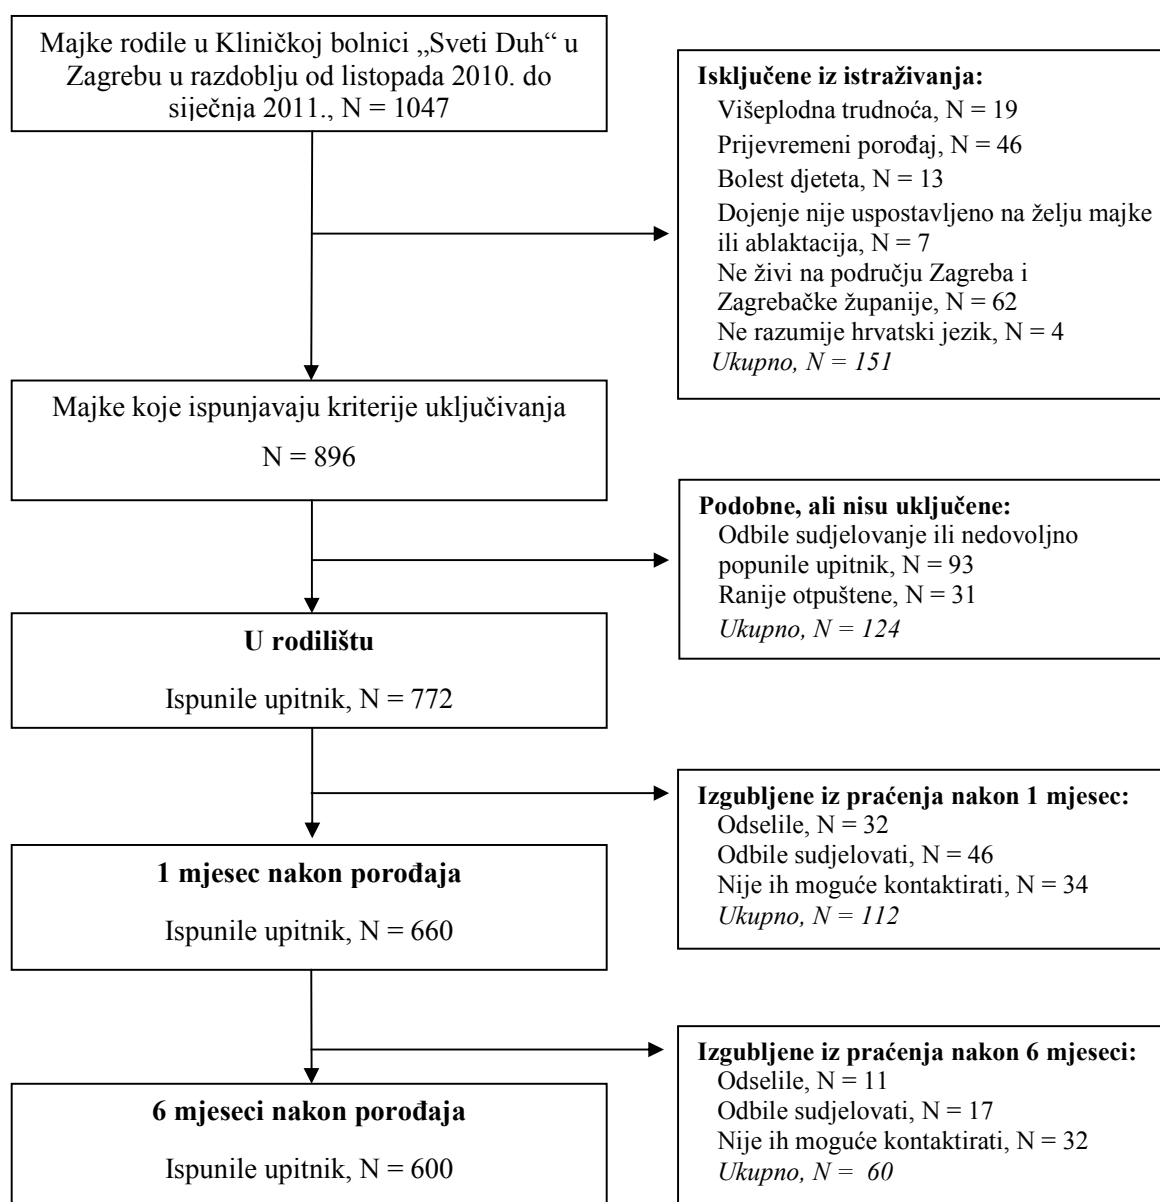 Majke rodile u Kliničkoj bolnici „Sveti Duh“ u
Zagrebu u razdoblju od listopada 2010. do
siječnja 2011., N = 1047
Isključene iz istraživanja:
Višeplodna trudnoća, N = 19
Prijevremeni porođaj, N = 46
Bolest djeteta, N = 13
Dojenje nije uspostavljeno na želju majke
ili ablaktacija, N = 7
Ne živi na području Zagreba i
Zagrebačke županije, N = 62
Ne razumije hrvatski jezik, N = 4
Ukupno, N = 151
Majke koje ispunjavaju kriterije uključivanja
N = 896
Podobne, ali nisu uključene:
Odbile sudjelovanje ili nedovoljno
popunile upitnik, N = 93
Ranije otpuštene, N = 31
Ukupno, N = 124
U rodilištu
Ispunile upitnik, N = 772
Izgubljene iz praćenja nakon 1 mjesec:
Odselile, N = 32
Odbile sudjelovati, N = 46
Nije ih moguće kontaktirati, N = 34
Ukupno, N = 112
1 mjesec nakon porođaja
Ispunile upitnik, N = 660
Izgubljene iz praćenja nakon 6 mjeseci:
Odselile, N = 11
Odbile sudjelovati, N = 17
Nije ih moguće kontaktirati, N = 32
Ukupno, N =  60
6 mjeseci nakon porođaja
Ispunile upitnik, N = 600